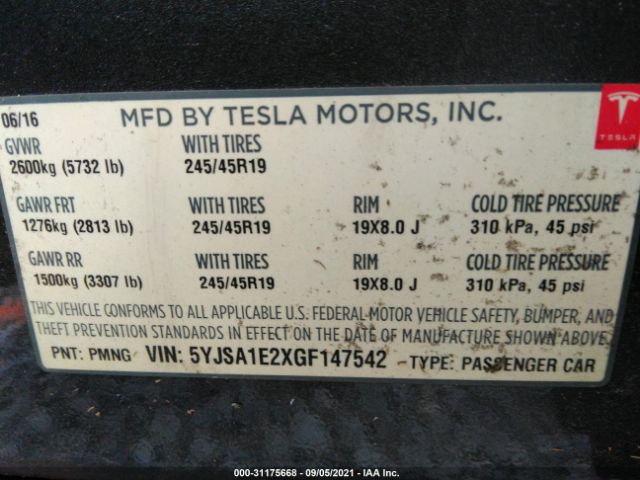 06/16 MFD BY TESLA MOTORS, INC.
TESLA
GVWR WITH TIRES
2600kg (5732 lb) 245/45R19
GAWR FRT WITH TIRES RIM COLD TIRE PRESSURE
1276kg (2813 lb) 245/45R19 19X8.0 J 310 kPa, 45 psi
GAWR RR WITH TIRES RIM COLD TIRE PRESSURE
1500kg (3307 lb) 245/45R19 19X8.0 J 310 kPa, 45 psi
THIS VEHICLE CONFORMS TO ALL APPLICABLE U.S. FEDERAL MOTOR VEHICLE SAFETY, BUMPER, AND
THEFT PREVENTION STANDARDS IN EFFECT ON THE DATE OF MANUFACTURE SHOWN ABOVE.
PNT: PMNG VIN: 5YJSA1E2XGF147542 TYPE: PASSENGER CAR
000-31175668 - 09/05/2021 - IAA Inc.